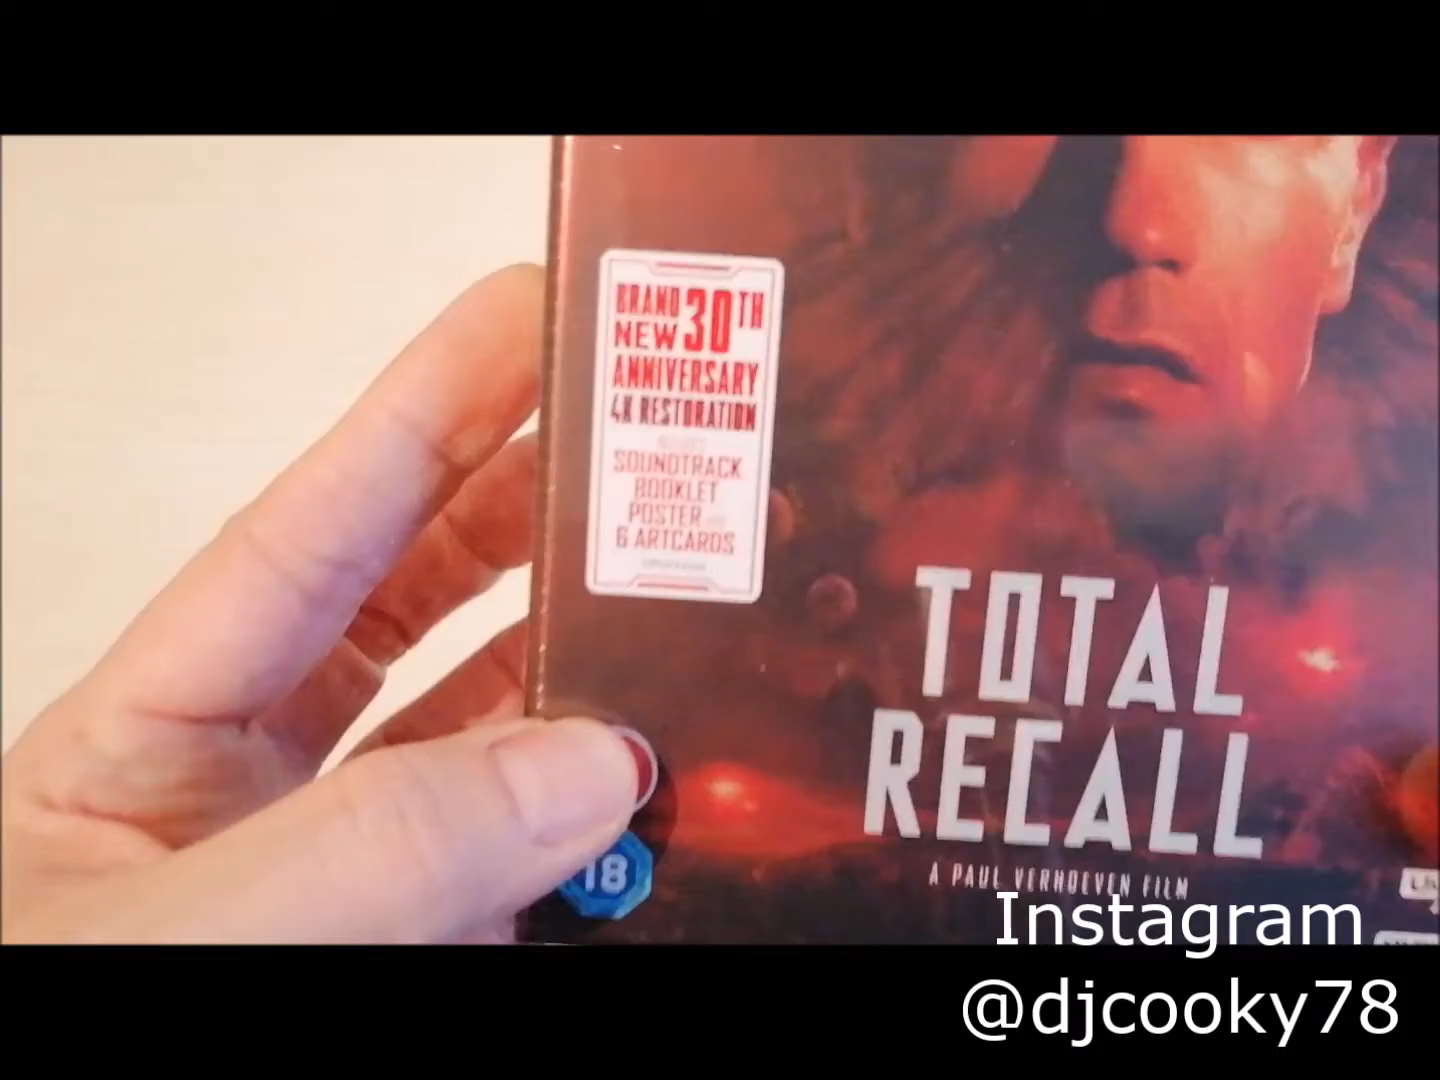 BRAND NEW 30TH
ANNIVERSARY
4K RESTORATION
SOUNDTRACK
BOOKLET
POSTER
6 ARTCARDS
TOTAL
RECALL
A PAUL VERHOEVEN FILM
18
Instagram
@djcooky78